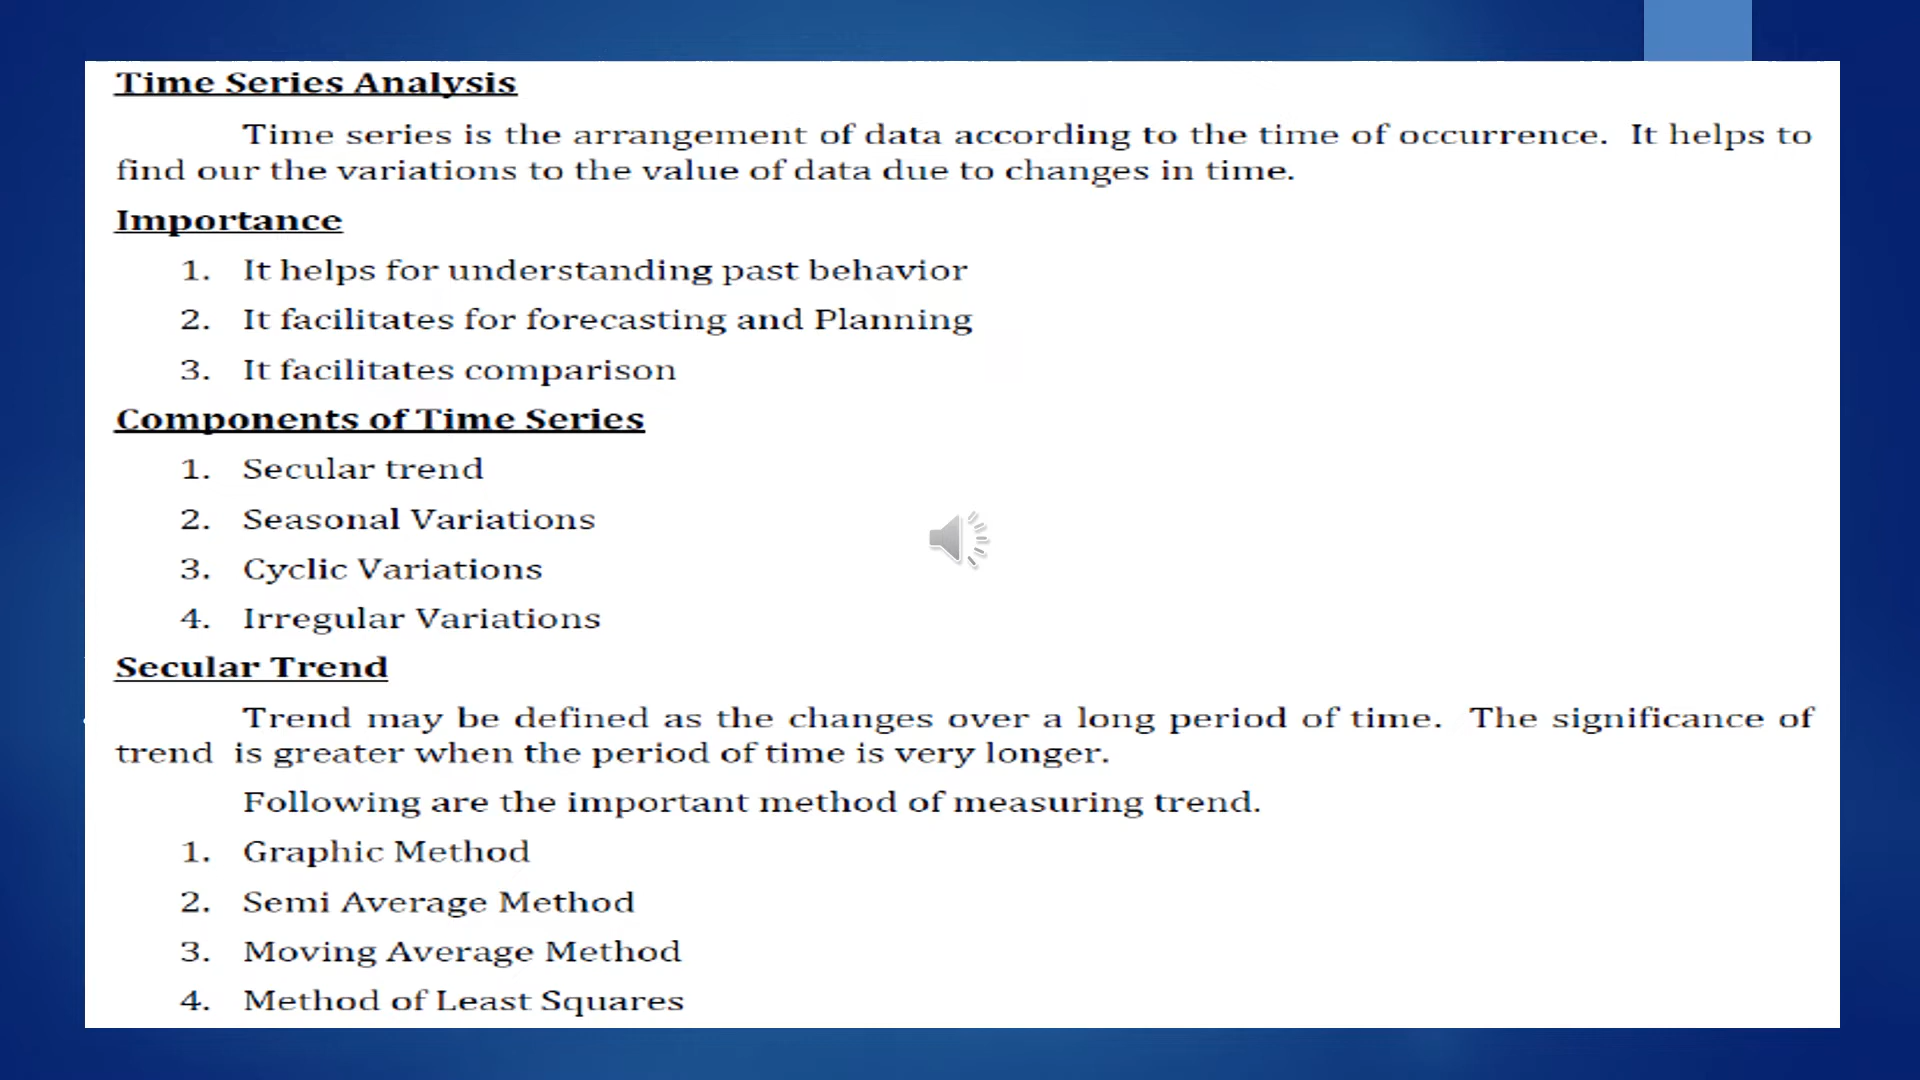 Time Series Analysis
Time series is the arrangement of data according to the time of occurrence. It helps to
find our the variations to the value of data due to changes in time.
Importance
1. It helps for understanding past behavior
2. It facilitates for forecasting and Planning
3. It facilitates comparison
Components of Time Series
1. Secular trend
2. Seasonal Variations
3. Cyclic Variations
4. Irregular Variations
Secular Trend
Trend may be defined as the changes over a long period of time. The significance of
trend is greater when the period of time is very longer.
Following are the important method of measuring trend.
1. Graphic Method
2. Semi Average Method
3. Moving Average Method
4. Method of Least Squares